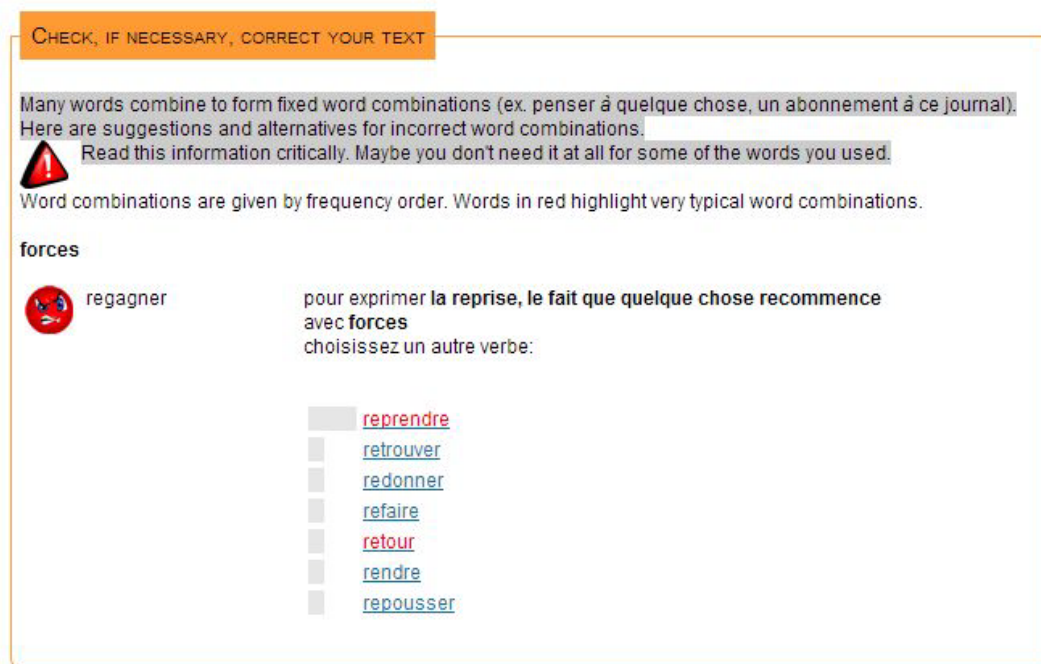 CHECK, IF NECESSARY, CORRECT YOUR TEXT
Many words combine to form fixed word combinations (ex. penser à quelque chose, un abonnement à ce journal).
Here are suggestions and alternatives for incorrect word combinations.
Read this information critically. Maybe you don't need it at all for some of the words you used.
Word combinations are given by frequency order. Words in red highlight very typical word combinations.
forces
regagner pour exprimer la reprise, le fait que quelque chose recommence
avec forces
choisissez un autre verbe:
reprendre
retrouver
redonner
refaire
retour
rendre
repousser